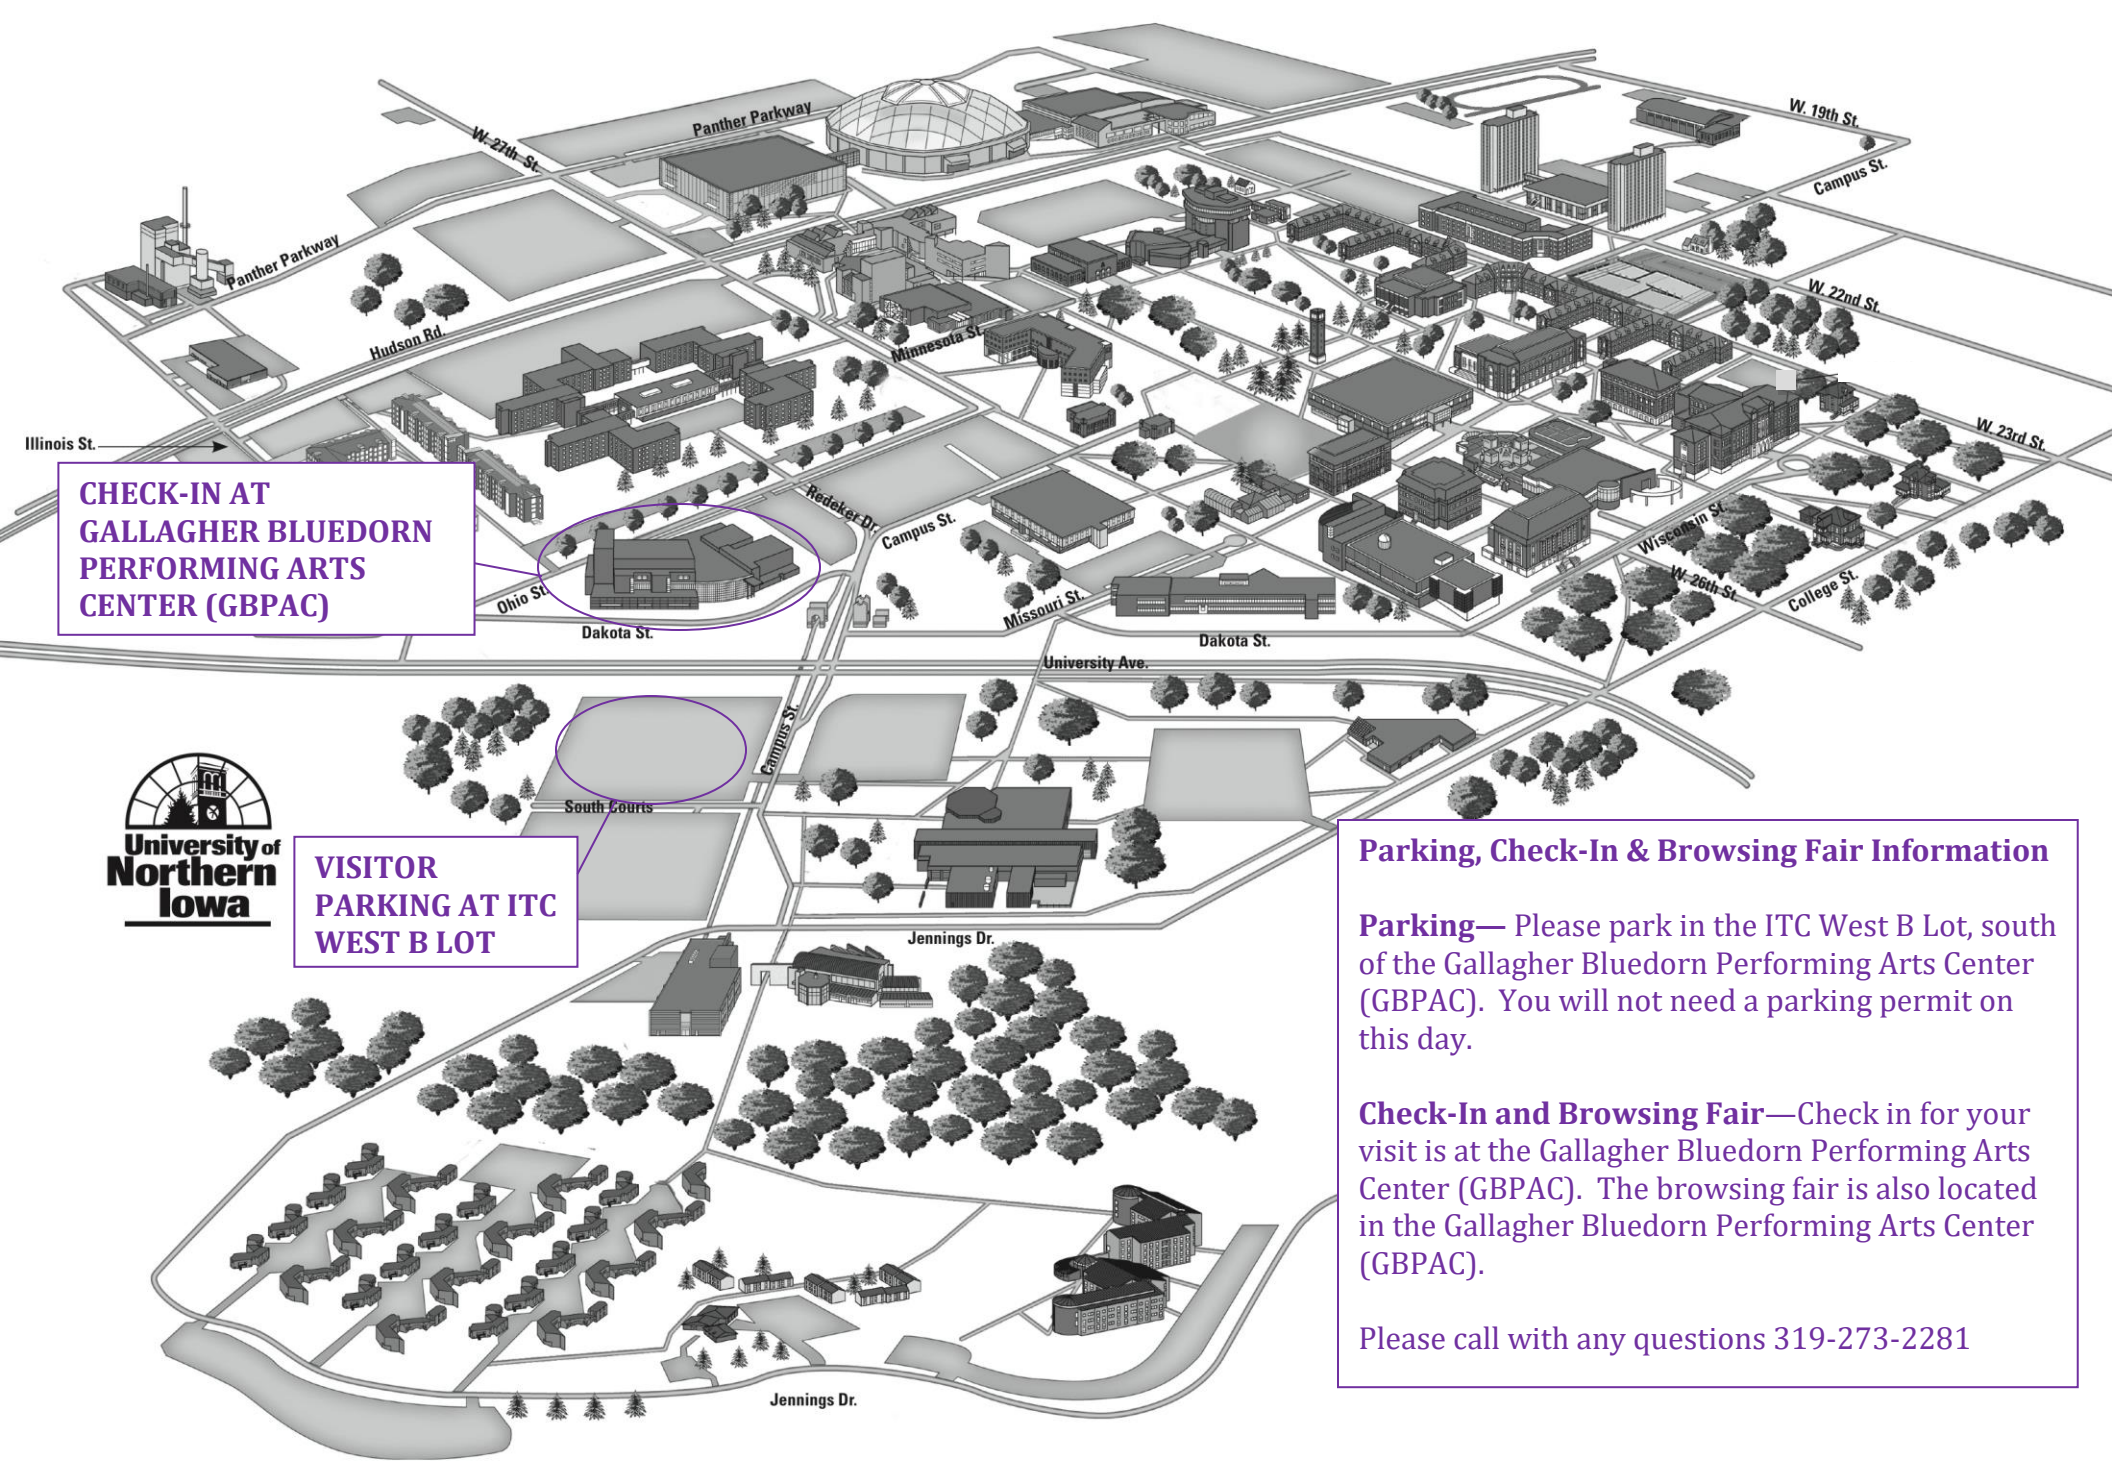 W. 19th St.
Panther Parkway
W. 27th St.
Campus St.
Panther Parkway
W. 22nd St.
Hudson Rd.
Minnesota St.
Illinois St.
W. 23rd St.
CHECK-IN AT
GALLAGHER BLUEDORN
PERFORMING ARTS
CENTER (GBPAC)
Redeker Dr.
Campus St.
Wisconsin St.
W. 26th St.
College St.
Ohio St.
Missouri St.
Dakota St.
Dakota St.
University Ave.
Campus St.
South Courts
University of
Northern
Iowa
VISITOR
PARKING AT ITC
WEST B LOT
Jennings Dr.
Parking, Check-In & Browsing Fair Information
Parking— Please park in the ITC West B Lot, south
of the Gallagher Bluedorn Performing Arts Center
(GBPAC).  You will not need a parking permit on
this day.
Check-In and Browsing Fair—Check in for your
visit is at the Gallagher Bluedorn Performing Arts
Center (GBPAC).  The browsing fair is also located
in the Gallagher Bluedorn Performing Arts Center
(GBPAC).
Please call with any questions 319-273-2281
Jennings Dr.